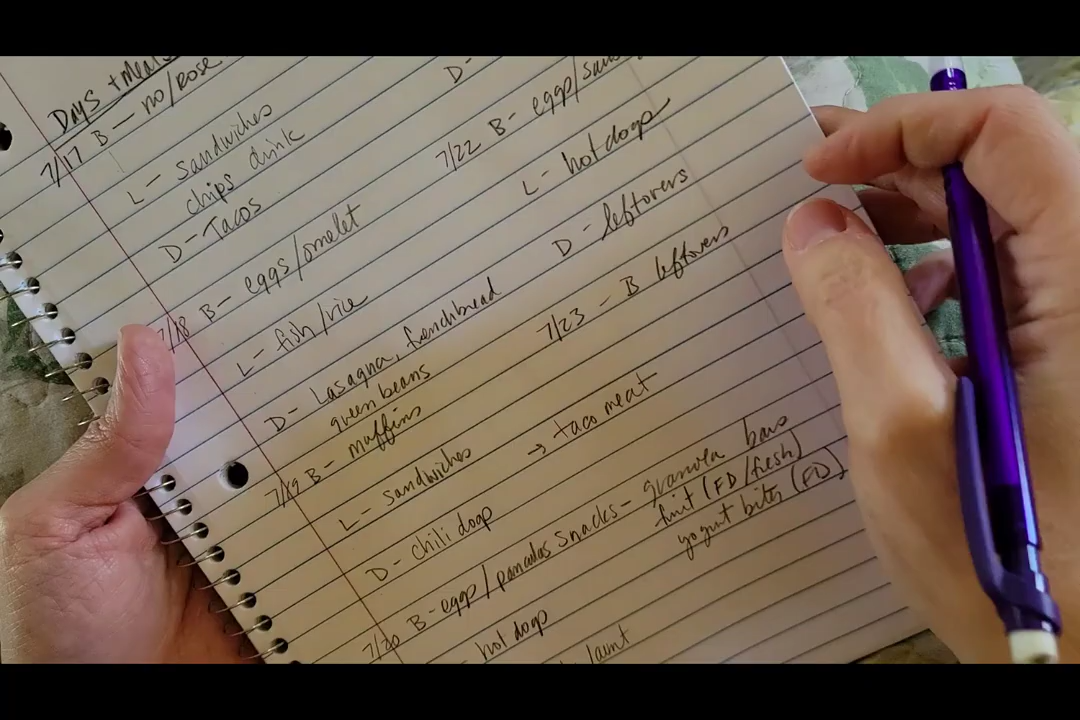 Days + Meals
7/17 B - no/rose
L - sandwiches
chips drink
D - Tacos
7/18 B - eggs/omelet
L - fish/rice
D - Lasagna, frenchbread
green beans
7/19 B - muffins
L - sandwiches
D - chili dogs
7/20 B - eggs/
hot dogs
/aunt
D -
7/22 B - eggs/
L - hot dogs
D - leftovers
7/23 - B leftovers
→ taco meat
snacks - granola bars
fruit (FD/fresh)
yogurt bites (FD)